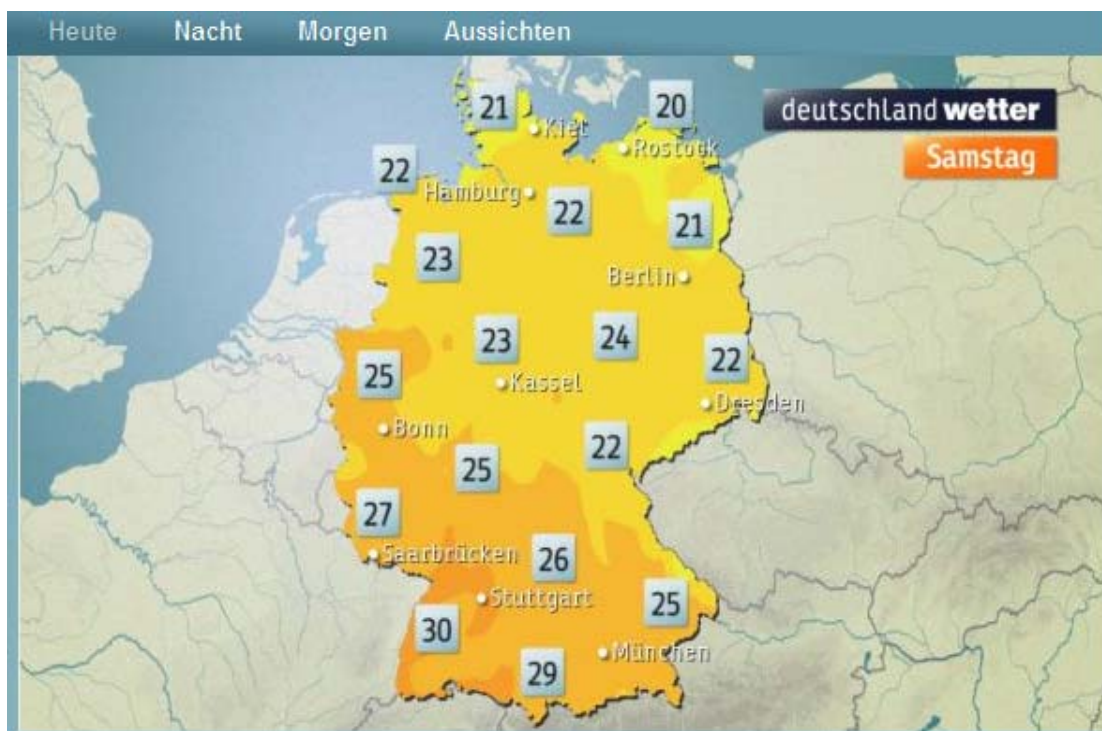 Heute Nacht Morgen Aussichten
deutschland wetter
Samstag
21
20
Kiel
Rostock
22
Hamburg
22
21
23
Berlin
23
24
22
25
Kassel
Dresden
Bonn
22
25
27
Saarbrücken
26
Stuttgart
25
30
München
29